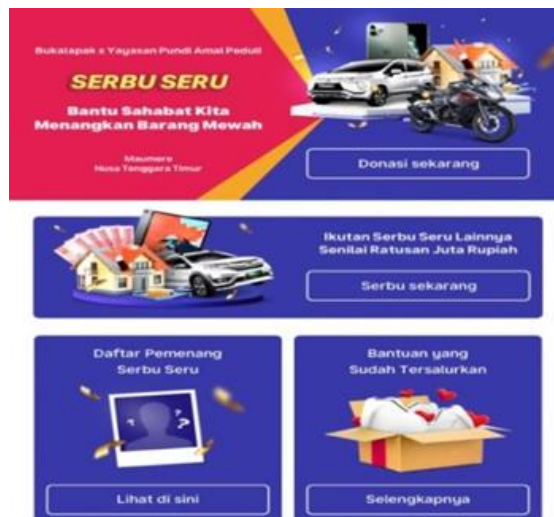 Bukalapak x Yayasan Pundi Amal Peduli
SERBU SERU
Bantu Sahabat Kita
Menangkan Barang Mewah
Maumere
Nusa Tenggara Timur
Donasi sekarang
Ikutan Serbu Seru Lainnya
Senilai Ratusan Juta Rupiah
Serbu sekarang
Daftar Pemenang
Serbu Seru
? ?
Lihat di sini
Bantuan yang
Sudah Tersalurkan
Selengkapnya